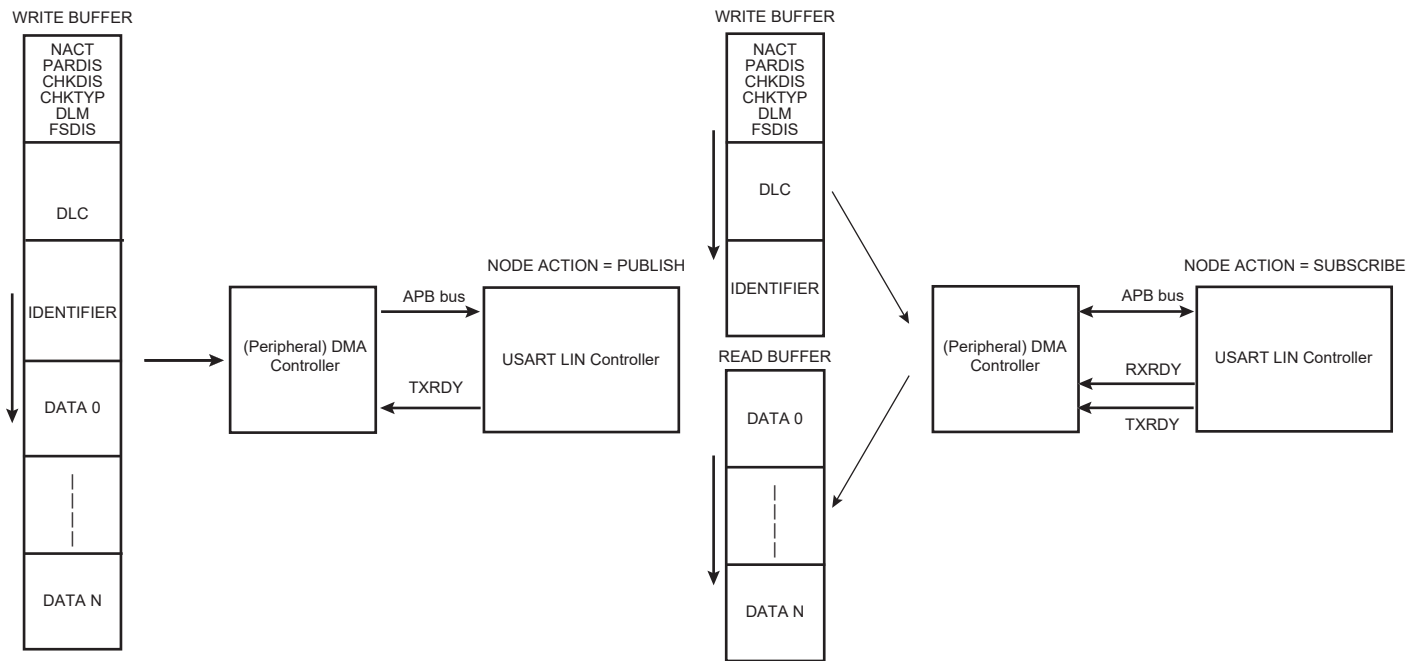 WRITE BUFFER
NACT
PARDIS
CHKDIS
CHKTYP
DLM
FSDIS
DLC
IDENTIFIER
DATA 0
DATA N
(Peripheral) DMA
Controller
APB bus
TXRDY
NODE ACTION = PUBLISH
USART LIN Controller
WRITE BUFFER
NACT
PARDIS
CHKDIS
CHKTYP
DLM
FSDIS
DLC
IDENTIFIER
READ BUFFER
DATA 0
DATA N
(Peripheral) DMA
Controller
APB bus
RXRDY
TXRDY
NODE ACTION = SUBSCRIBE
USART LIN Controller